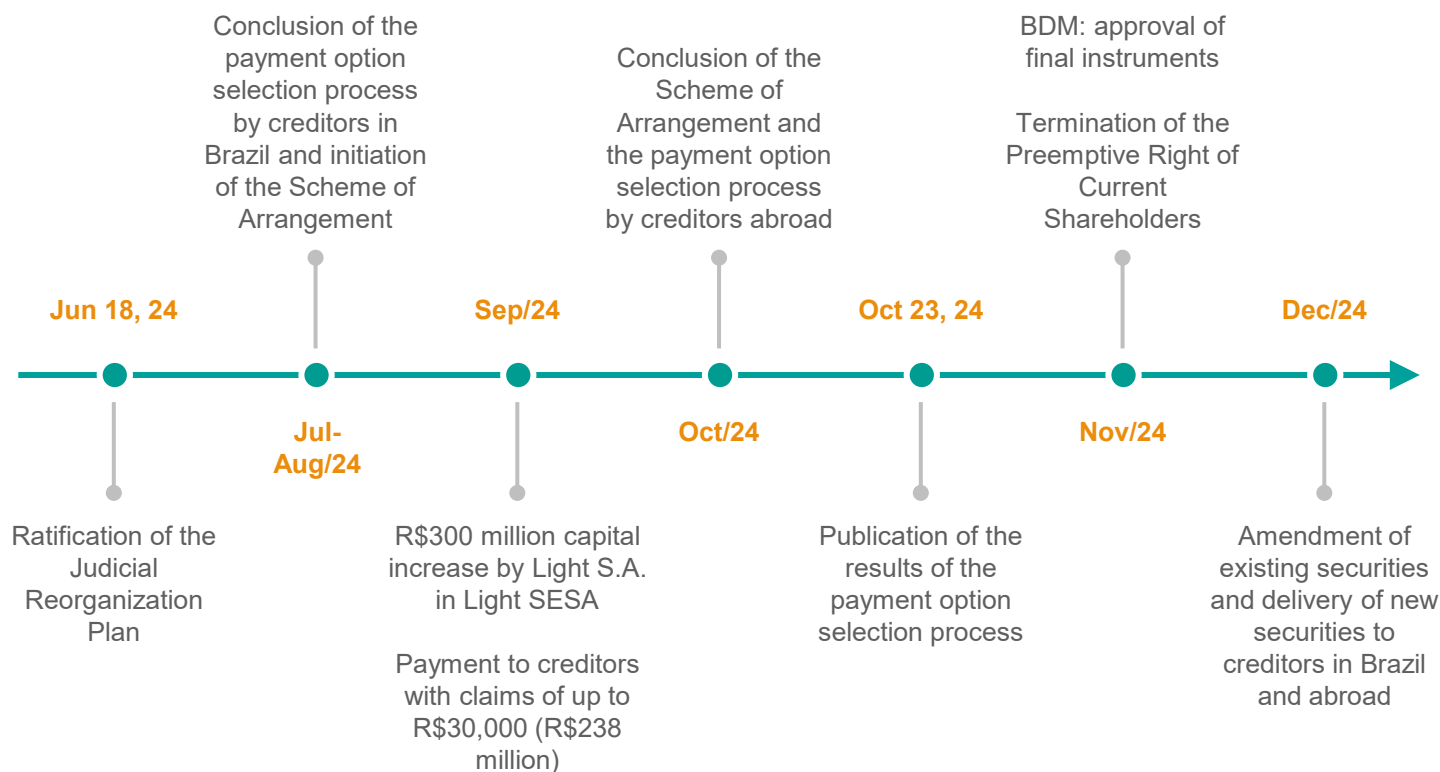 Conclusion of the
payment option
selection process
by creditors in
Brazil and initiation
of the Scheme of
Arrangement
Conclusion of the
Scheme of
Arrangement and
the payment option
selection process
by creditors abroad
BDM: approval of
final instruments
Termination of the
Preemptive Right of
Current
Shareholders
Jun 18, 24
Sep/24
Oct 23, 24
Dec/24
Jul-
Aug/24
Oct/24
Nov/24
Ratification of the
Judicial
Reorganization
Plan
R$300 million capital
increase by Light S.A.
in Light SESA
Payment to creditors
with claims of up to
R$30,000 (R$238
million)
Publication of the
results of the
payment option
selection process
Amendment of
existing securities
and delivery of new
securities to
creditors in Brazil
and abroad